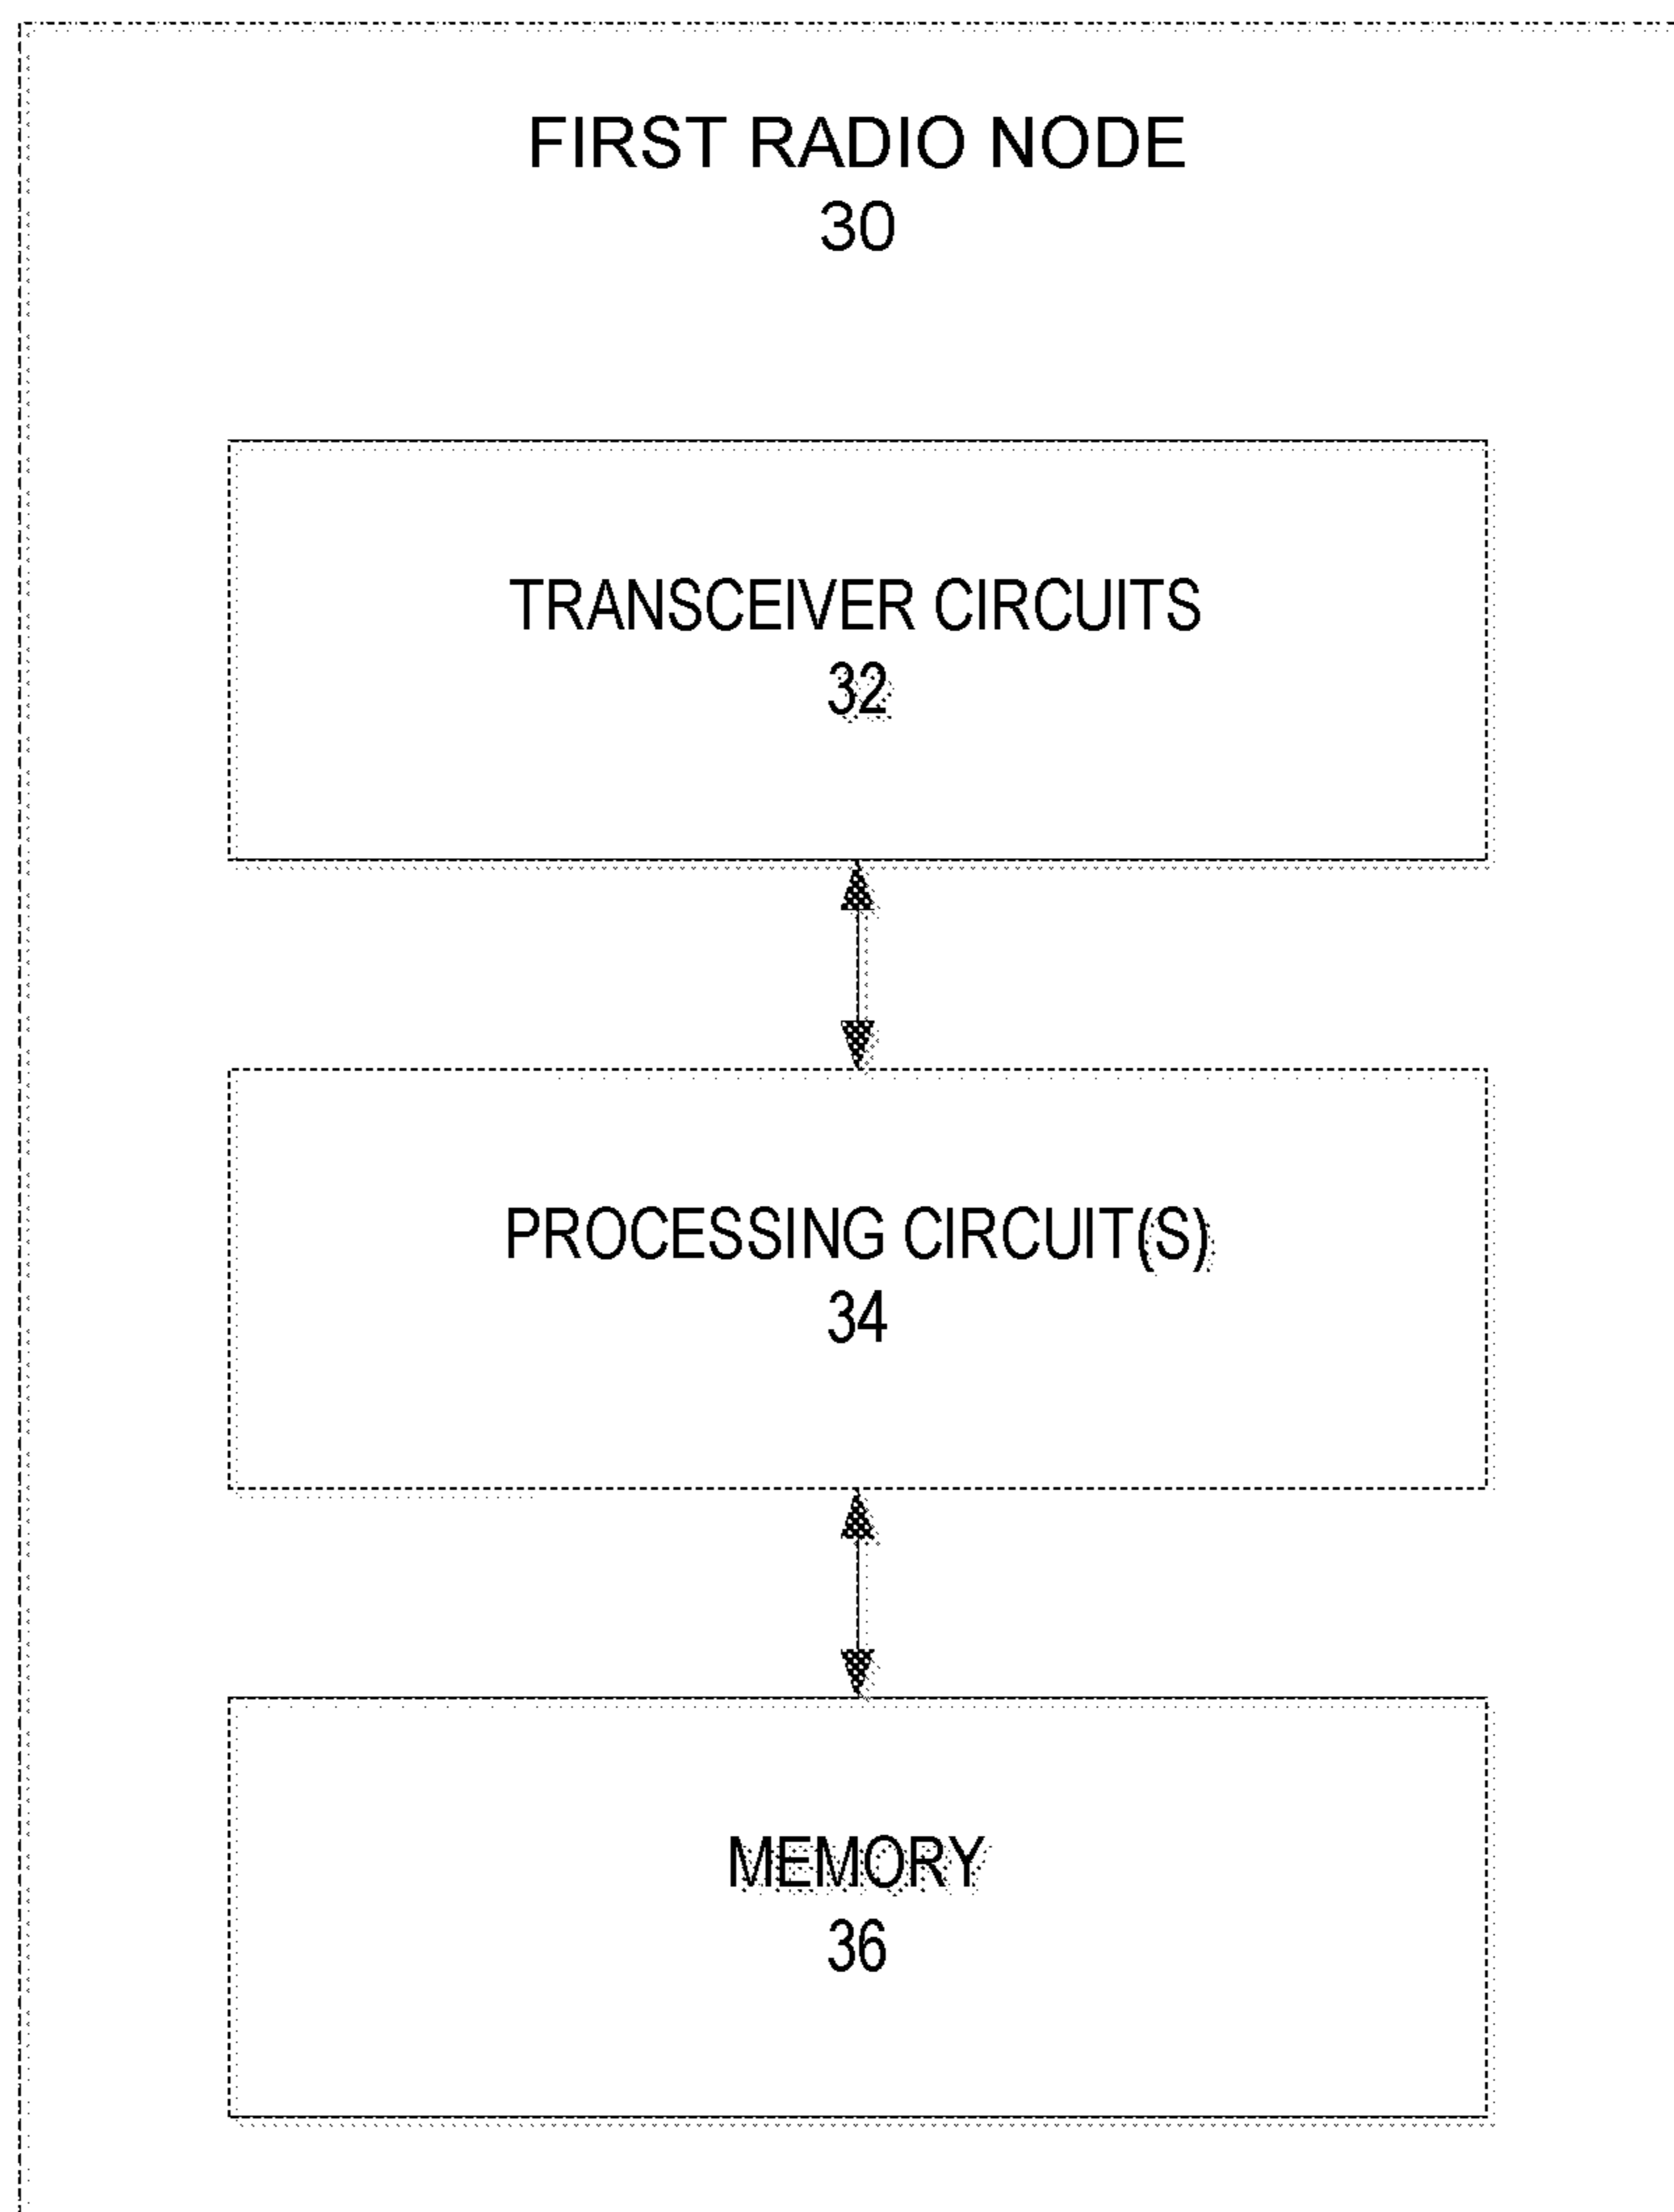 FIRST RADIO NODE
30
TRANSCEIVER CIRCUITS
32
PROCESSING CIRCUIT(S)
34
MEMORY
36